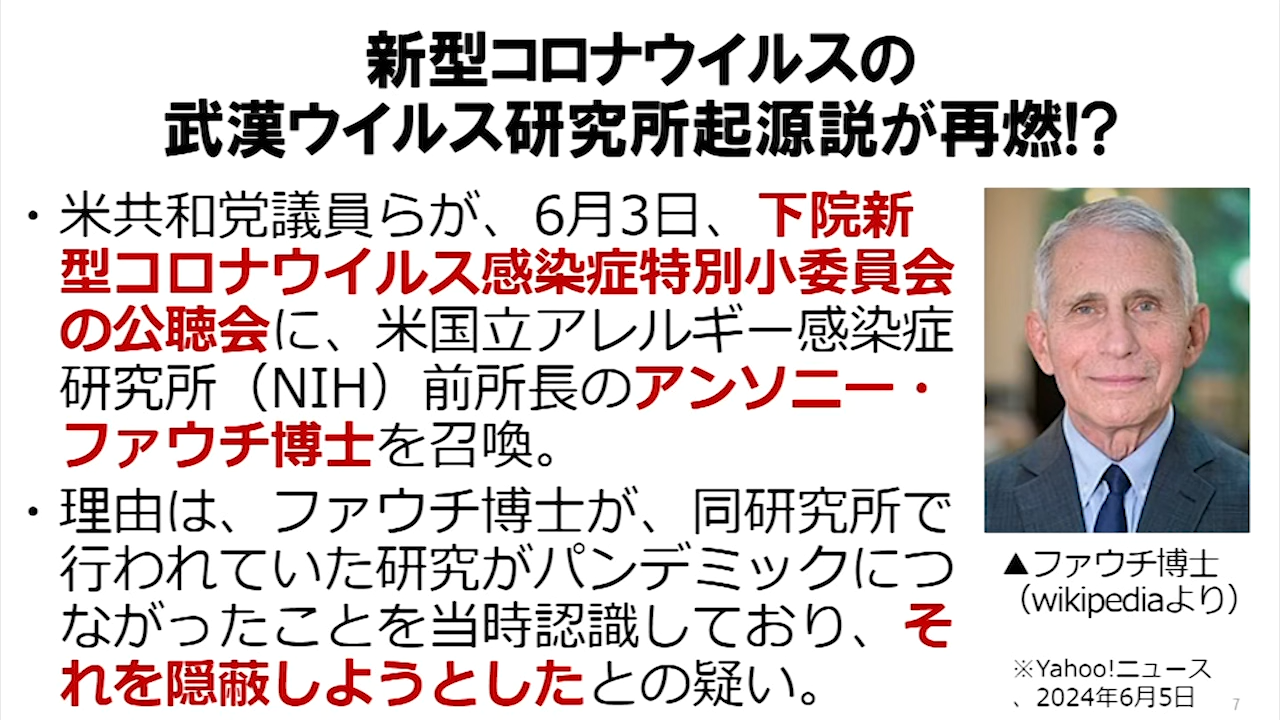 新型コロナウイルスの
武漢ウイルス研究所起源説が再燃!?
・米共和党議員らが、6月3日、下院新
型コロナウイルス感染症特別小委員会
の公聴会に、米国立アレルギー感染症
研究所（NIH）前所長のアンソニー・
ファウチ博士を召喚。
・理由は、ファウチ博士が、同研究所で
行われていた研究がパンデミックにつ
ながったことを当時認識しており、そ
れを隠蔽しようとしたとの疑い。
▲ファウチ博士
（wikipediaより）
※Yahoo!ニュース
、2024年6月5日
7